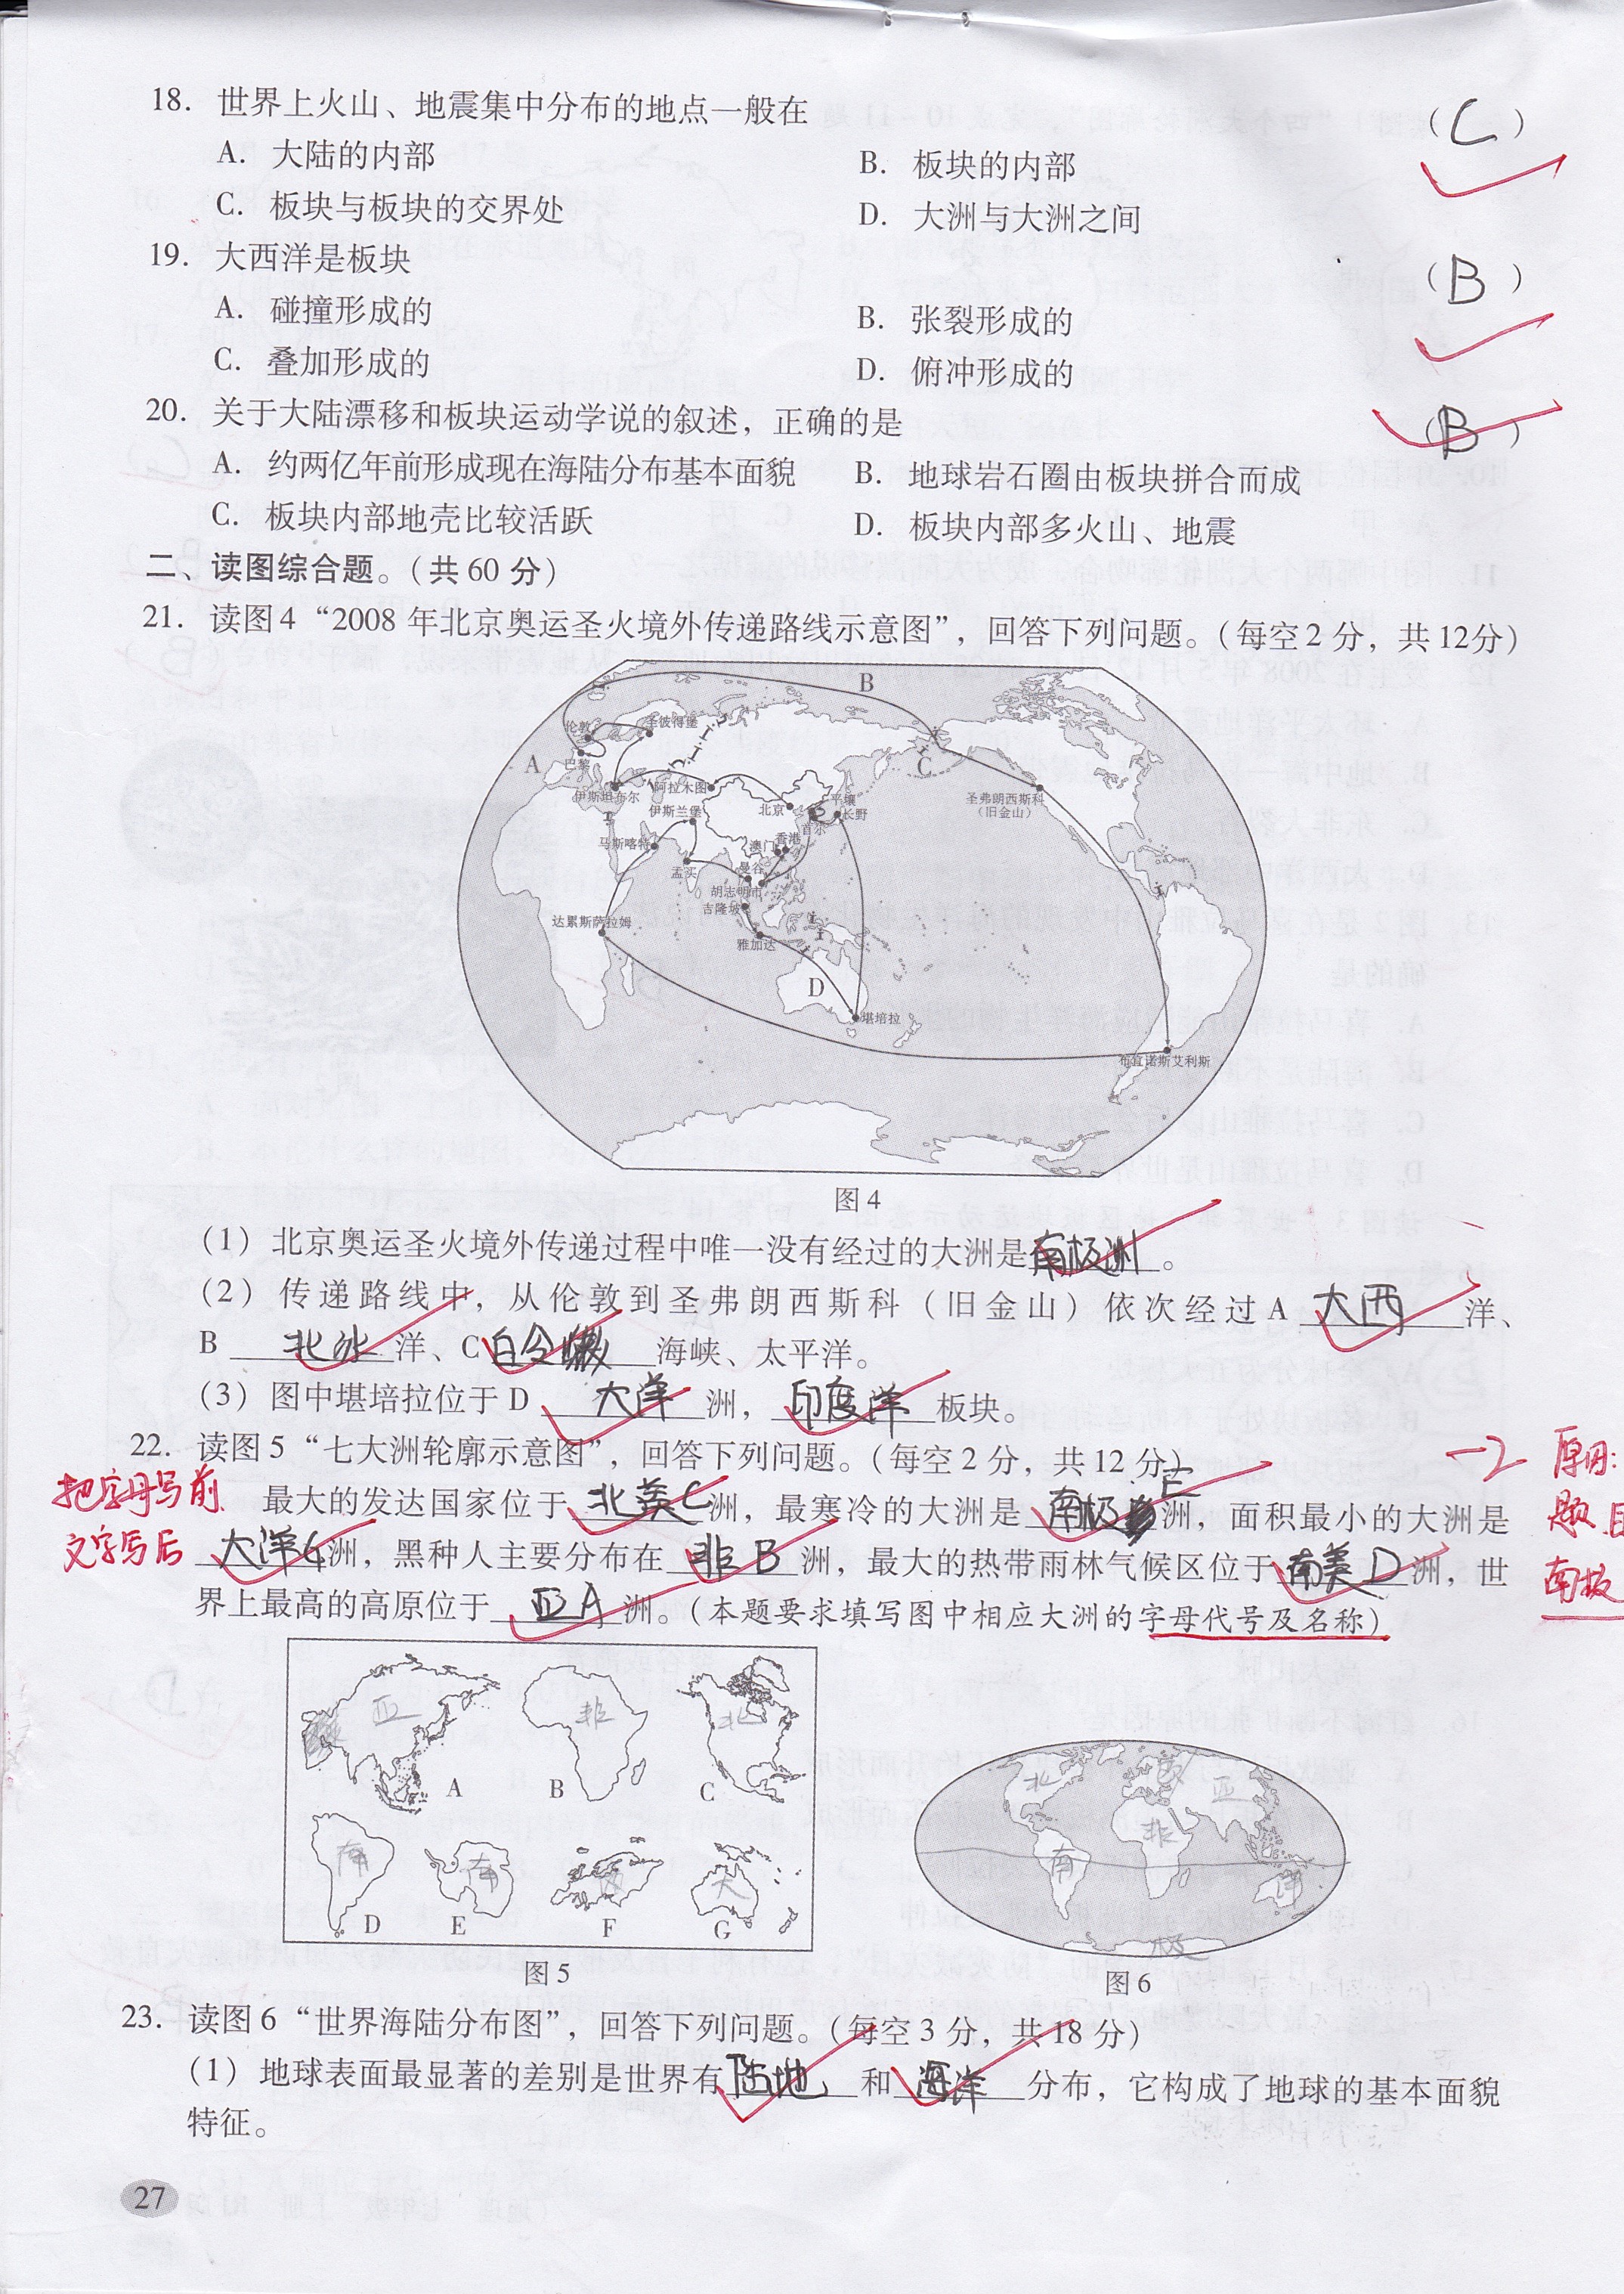 18. 世界上火山、地震集中分布的地点一般在 (C)
A. 大陆的内部 B. 板块的内部
C. 板块与板块的交界处 D. 大洲与大洲之间
19. 大西洋是板块 (B)
A. 碰撞形成的 B. 张裂形成的
C. 叠加形成的 D. 俯冲形成的
20. 关于大陆漂移和板块运动学说的叙述，正确的是 (B)
A. 约两亿年前形成现在海陆分布基本面貌 B. 地球岩石圈由板块拼合而成
C. 板块内部地壳比较活跃 D. 板块内部多火山、地震
二、读图综合题。(共 60 分)
21. 读图 4 “2008 年北京奥运圣火境外传递路线示意图”，回答下列问题。(每空 2 分，共 12分)
B
伦敦 圣彼得堡
A 巴黎 C
伊斯坦布尔 阿拉木图 北京 平壤 圣弗朗西斯科
(旧金山)
伊斯兰堡 首尔 长野
马斯喀特 澳门 香港
孟买 曼谷
胡志明市
达累斯萨拉姆 吉隆坡
雅加达
D
堪培拉
布宜诺斯艾利斯
图 4
(1) 北京奥运圣火境外传递过程中唯一没有经过的大洲是南极洲。
(2) 传递路线中，从伦敦到圣弗朗西斯科（旧金山）依次经过 A 大西 洋、
B 北冰 洋、C 白令 海峡、太平洋。
(3) 图中堪培拉位于 D 大洋 洲，印度洋 板块。
22. 读图 5 “七大洲轮廓示意图”，回答下列问题。(每空 2 分，共 12 分) -2 原因:
把字母写前 最大的发达国家位于 北美C 洲，最寒冷的大洲是 南极E 洲，面积最小的大洲是 题目
文字写后 大洋G 洲，黑种人主要分布在 非B 洲，最大的热带雨林气候区位于 南美D 洲，世 南极
界上最高的高原位于 亚A 洲。(本题要求填写图中相应大洲的字母代号及名称)
亚 非 北
A B C
南 南 大
D E F G
图 5
北 欧 亚
非
南 洋
极
图 6
23. 读图 6 “世界海陆分布图”，回答下列问题。(每空 3 分，共 18 分)
(1) 地球表面最显著的差别是世界有 陆地 和 海洋 分布，它构成了地球的基本面貌
特征。
27